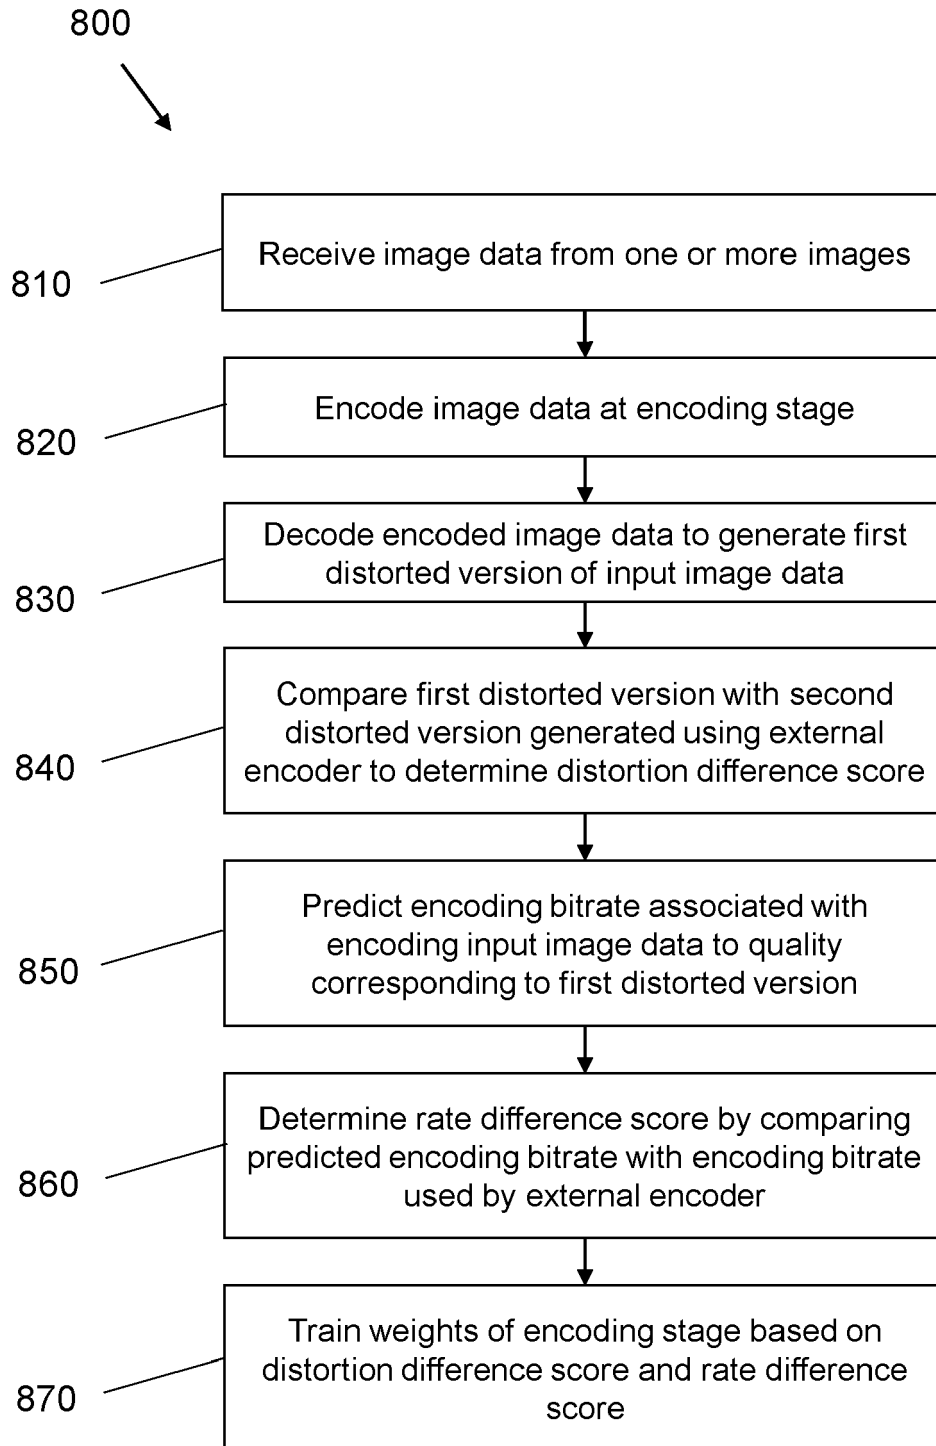 800
Receive image data from one or more images
810
Encode image data at encoding stage
820
Decode encoded image data to generate first
distorted version of input image data
830
Compare first distorted version with second
distorted version generated using external
encoder to determine distortion difference score
840
Predict encoding bitrate associated with
encoding input image data to quality
corresponding to first distorted version
850
Determine rate difference score by comparing
predicted encoding bitrate with encoding bitrate
used by external encoder
860
Train weights of encoding stage based on
distortion difference score and rate difference
score
870